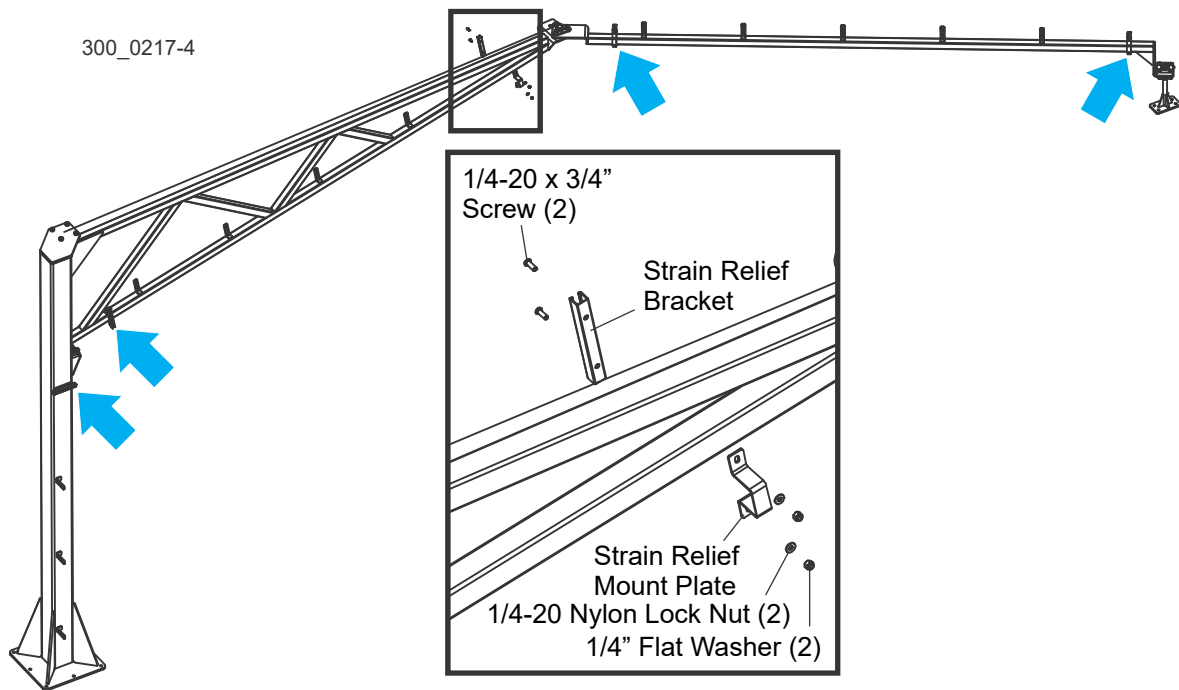 300_0217-4
1/4-20 x 3/4”
Screw (2)
Strain Relief
Bracket
Strain Relief
Mount Plate
1/4-20 Nylon Lock Nut (2)
1/4” Flat Washer (2)